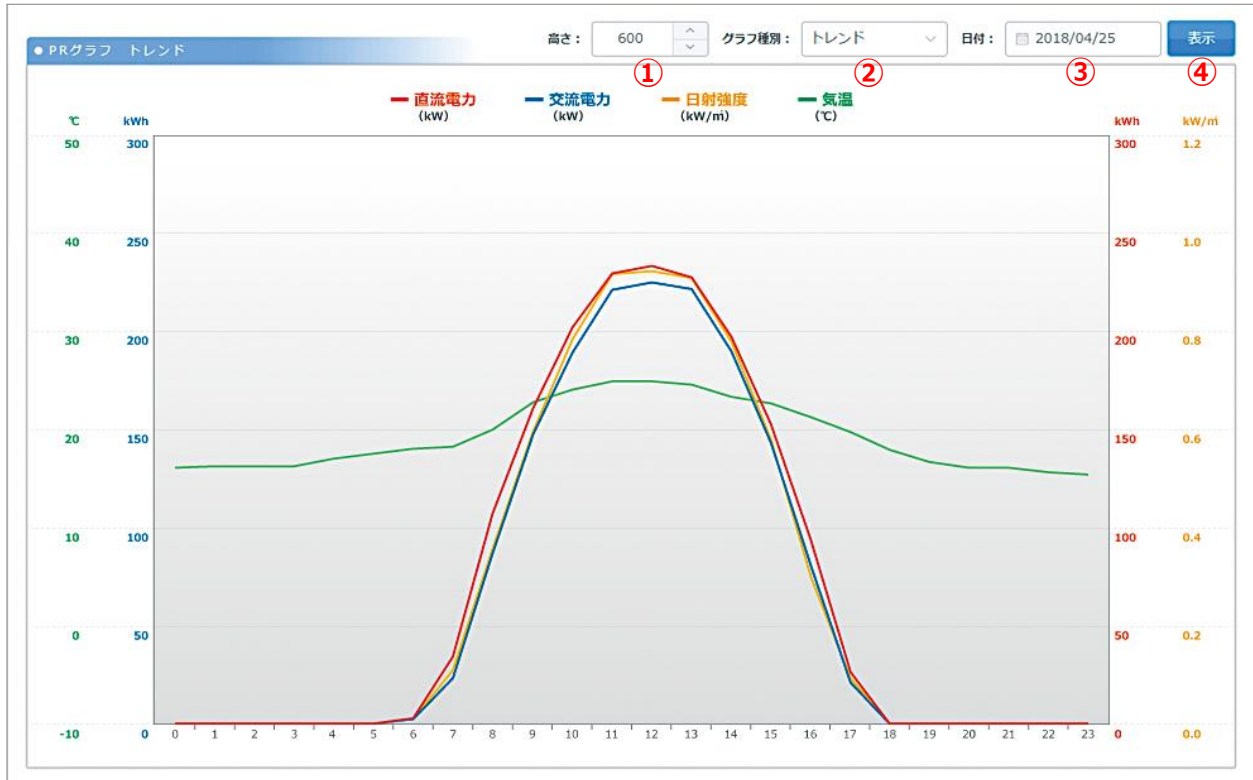 ● PRグラフ トレンド
高さ： 600 グラフ種別： トレンド 日付： 2018/04/25 表示
① ② ③ ④
直流電力 交流電力 日射強度 気温
(kW) (kW) (kW/㎡) (℃)
℃ kWh kWh kW/㎡
50 300 300 1.2
40 250 250 1.0
30 200 200 0.8
20 150 150 0.6
10 100 100 0.4
0 50 50 0.2
-10 0 0 1 2 3 4 5 6 7 8 9 10 11 12 13 14 15 16 17 18 19 20 21 22 23 0 0.0